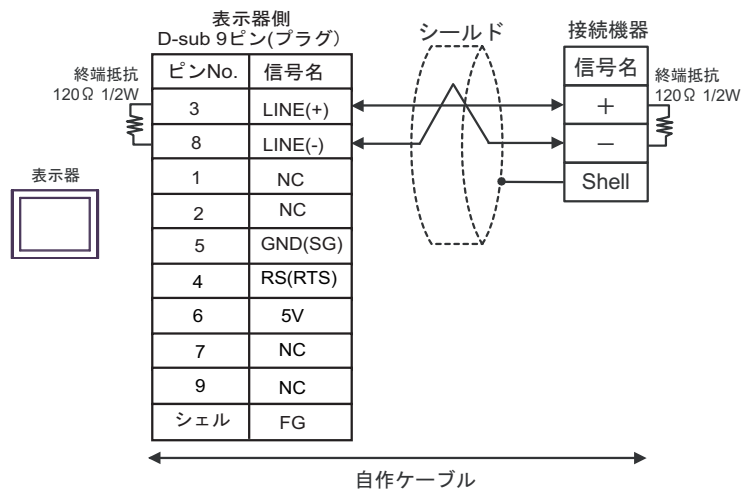 表示器側
D-sub 9ピン(プラグ)
シールド
接続機器
終端抵抗
120Ω 1/2W
ピンNo. 信号名
信号名
終端抵抗
120Ω 1/2W
3 LINE(+)
+
8 LINE(-)
−
表示器
1 NC
Shell
2 NC
5 GND(SG)
4 RS(RTS)
6 5V
7 NC
9 NC
シェル FG
自作ケーブル